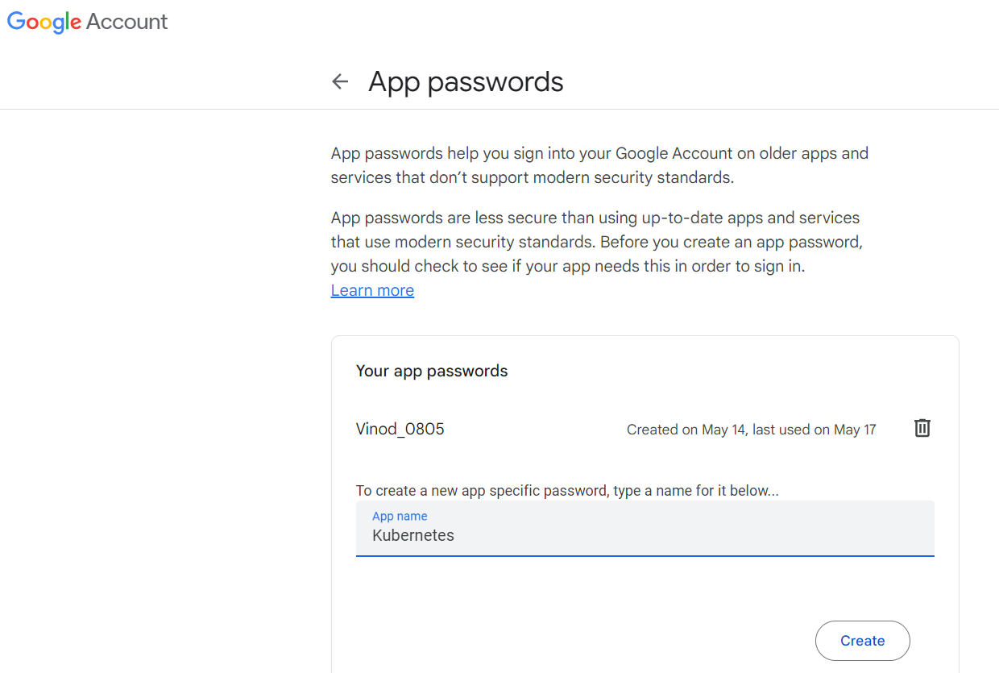 Google Account
App passwords
App passwords help you sign into your Google Account on older apps and
services that don’t support modern security standards.
App passwords are less secure than using up-to-date apps and services
that use modern security standards. Before you create an app password,
you should check to see if your app needs this in order to sign in.
Learn more
Your app passwords
Vinod_0805 Created on May 14, last used on May 17
To create a new app specific password, type a name for it below...
App name
Kubernetes
Create